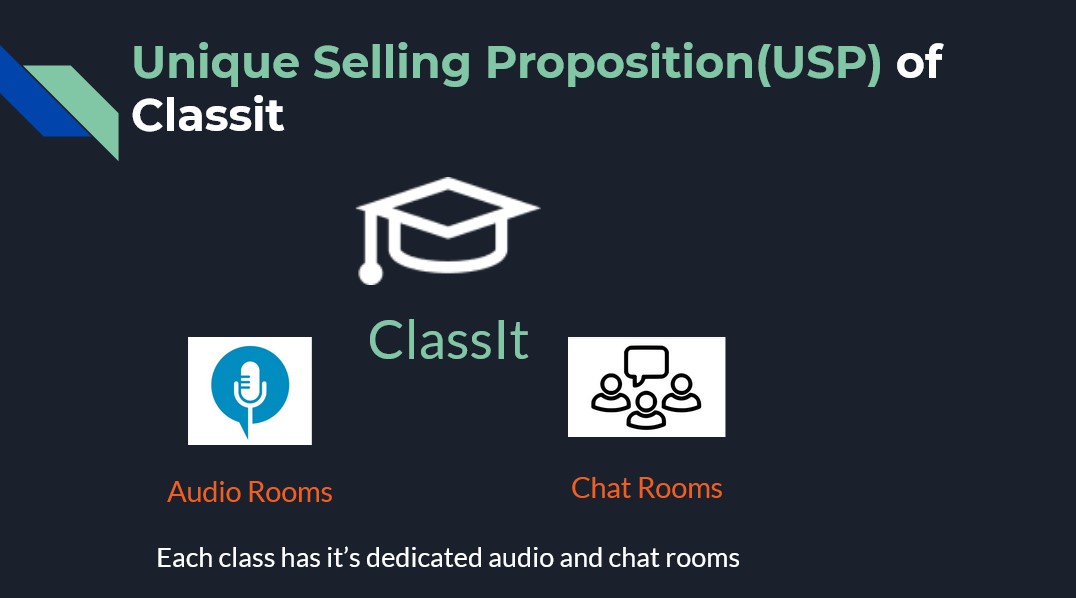 Unique Selling Proposition(USP) of
Classit
ClassIt
Audio Rooms
Chat Rooms
Each class has it’s dedicated audio and chat rooms